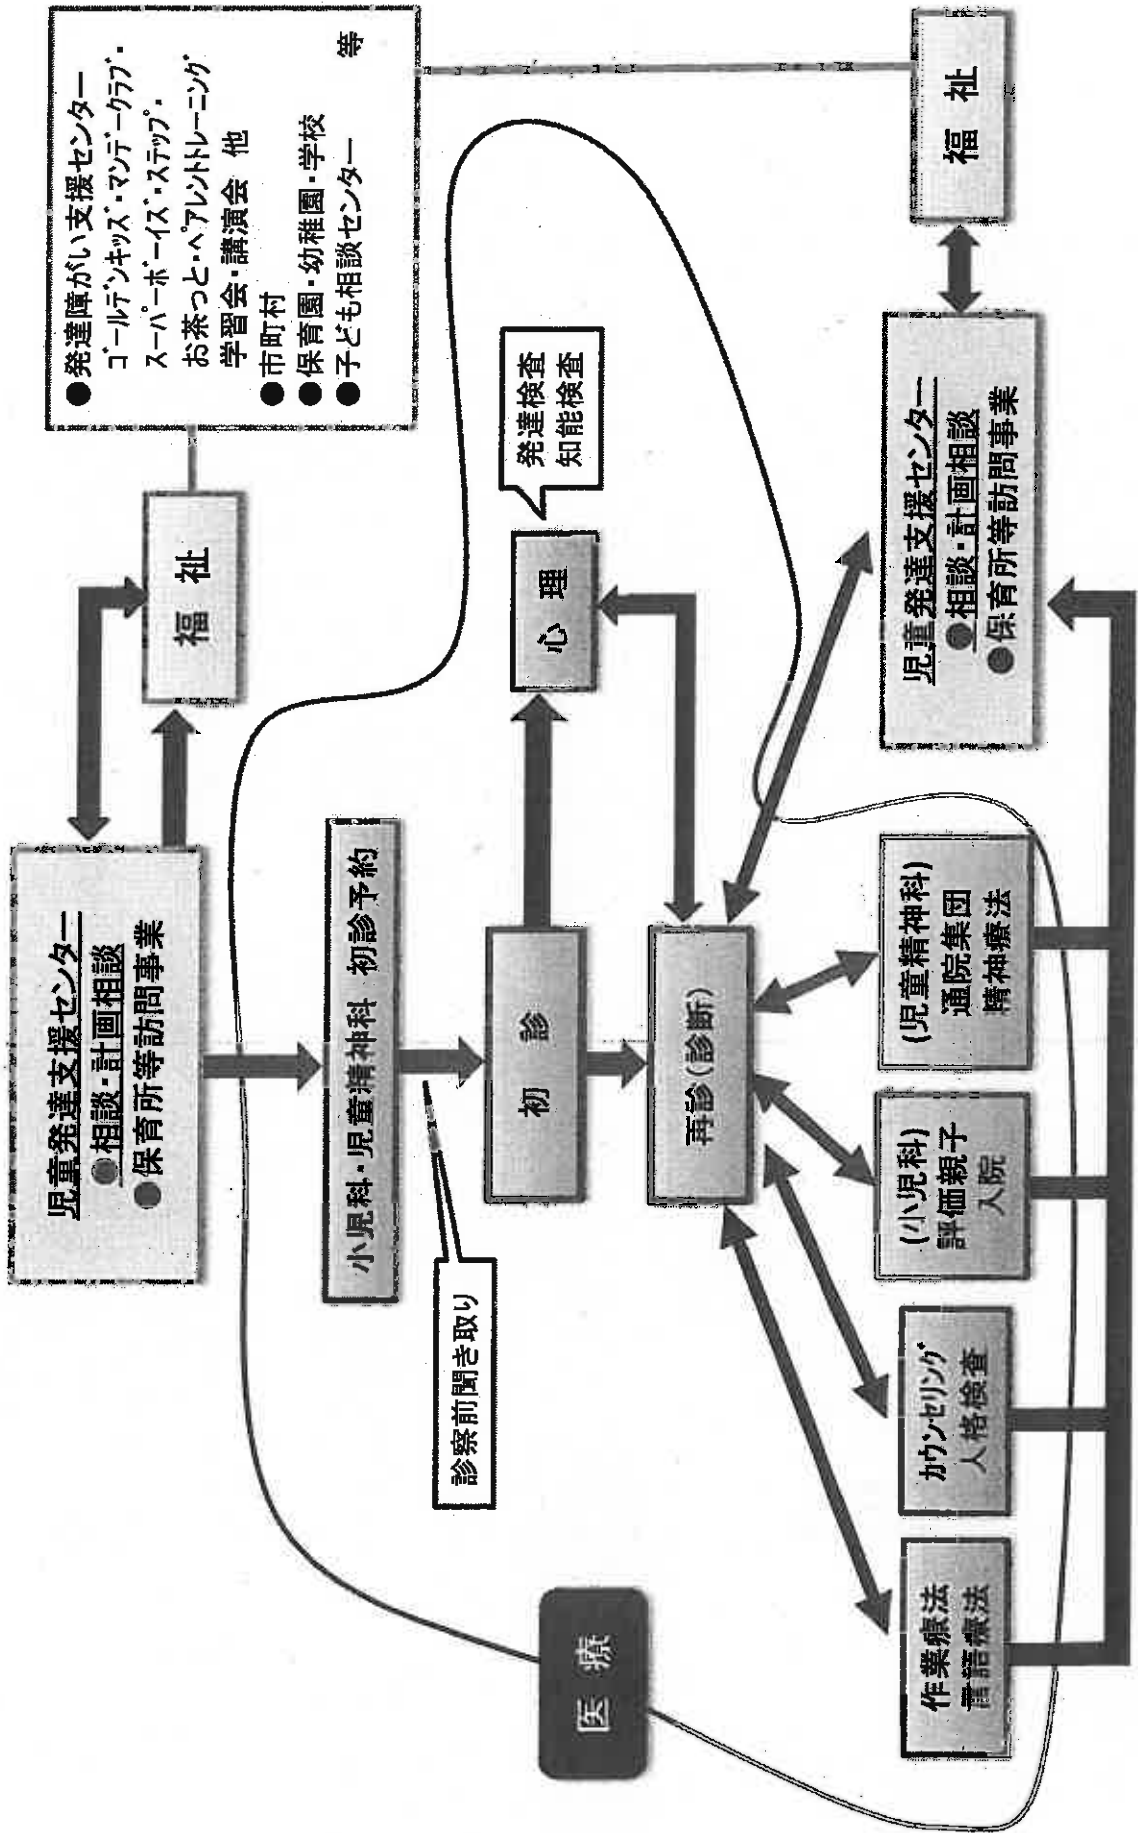 児童発達支援センター
●相談・計画相談
●保育所等訪問事業
福 祉
●発達障がい支援センター
ゴールデンキッズ・マンデークラブ・
スーパーボーイズ・ステップ・
お茶っと・ペアレントトレーニング
学習会・講演会 他
●市町村
●保育園・幼稚園・学校
●子ども相談センター 等
小児科・児童精神科 初診予約
診察前聞き取り
初 診
心 理
発達検査
知能検査
医 療
再診(診断)
作業療法
言語療法
カウンセリング
人格検査
(小児科)
評価親子
入院
(児童精神科)
通院集団
精神療法
児童発達支援センター
●相談・計画相談
●保育所等訪問事業
福 祉